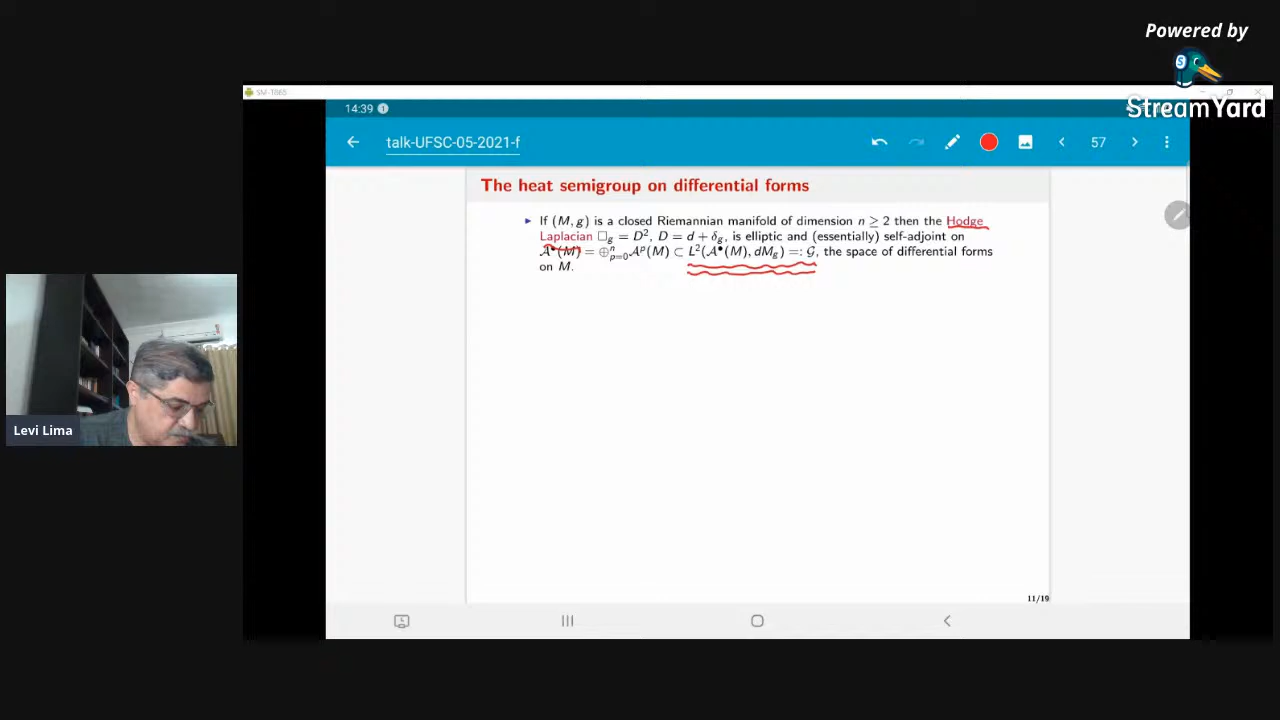 Powered by
StreamYard
SM-T865
14:39
talk-UFSC-05-2021-f
57
The heat semigroup on differential forms
▶ If (M, g) is a closed Riemannian manifold of dimension n ≥ 2 then the Hodge
Laplacian □_g = D², D = d + δ_g, is elliptic and (essentially) self-adjoint on
𝒜^•(M) = ⊕_{p=0}^n 𝒜^p(M) ⊂ L²(𝒜^•(M), dM_g) =: 𝒢, the space of differential forms
on M.
11/19
Levi Lima